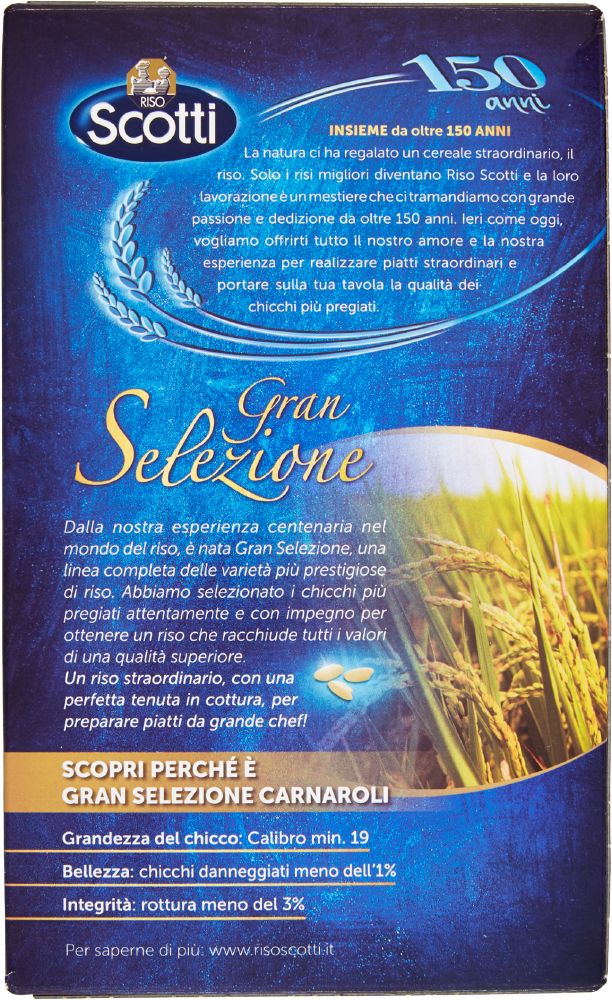 RISO
Scotti
150
anni
INSIEME da oltre 150 ANNI
La natura ci ha regalato un cereale straordinario, il
riso. Solo i risi migliori diventano Riso Scotti e la loro
lavorazione è un mestiere che ci tramandiamo con grande
passione e dedizione da oltre 150 anni. Ieri come oggi,
vogliamo offrirti tutto il nostro amore e la nostra
esperienza per realizzare piatti straordinari e
portare sulla tua tavola la qualità dei
chicchi più pregiati.
Gran
Selezione
Dalla nostra esperienza centenaria nel
mondo del riso, è nata Gran Selezione, una
linea completa delle varietà più prestigiose
di riso. Abbiamo selezionato i chicchi più
pregiati attentamente e con impegno per
ottenere un riso che racchiude tutti i valori
di una qualità superiore.
Un riso straordinario, con una
perfetta tenuta in cottura, per
preparare piatti da grande chef!
SCOPRI PERCHÉ È
GRAN SELEZIONE CARNAROLI
Grandezza del chicco: Calibro min. 19
Bellezza: chicchi danneggiati meno dell'1%
Integrità: rottura meno del 3%
Per saperne di più: www.risoscotti.it